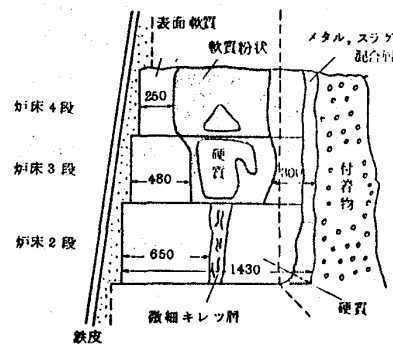 表面軟質
軟質粉状
メタル,スラグ
混合層
250
炉床4段
硬質
300
付着物
炉床3段
480
炉床2段
650
1430
硬質
微細キレツ層
鉄皮